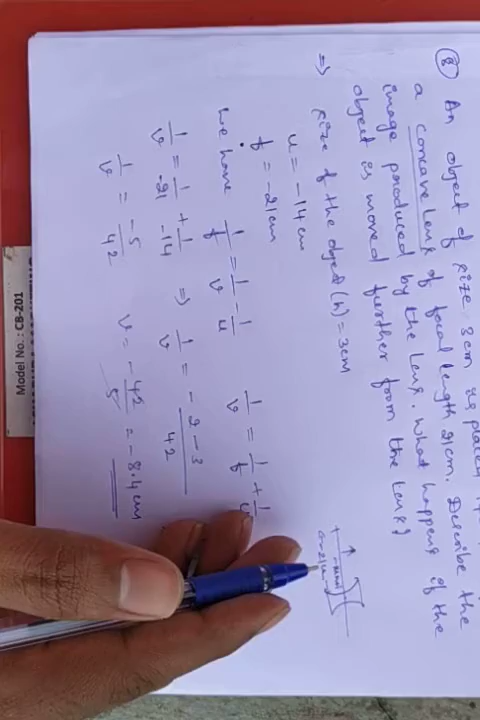 ⑧ An object of size 3cm is placed 14
a concave lens of focal length 21cm. Describe the
image produced by the lens. What happens if the
object is moved further from the lens?
⇒ size of the object (h) = 3cm
u = -14cm
f = -21cm
We have 1/f = 1/v - 1/u
1/v = 1/f + 1/u
1/v = 1/-21 + 1/-14 ⇒ 1/v = -2-3/42
1/v = -5/42
v = -42/5 = -8.4cm
Model No. : CB-201